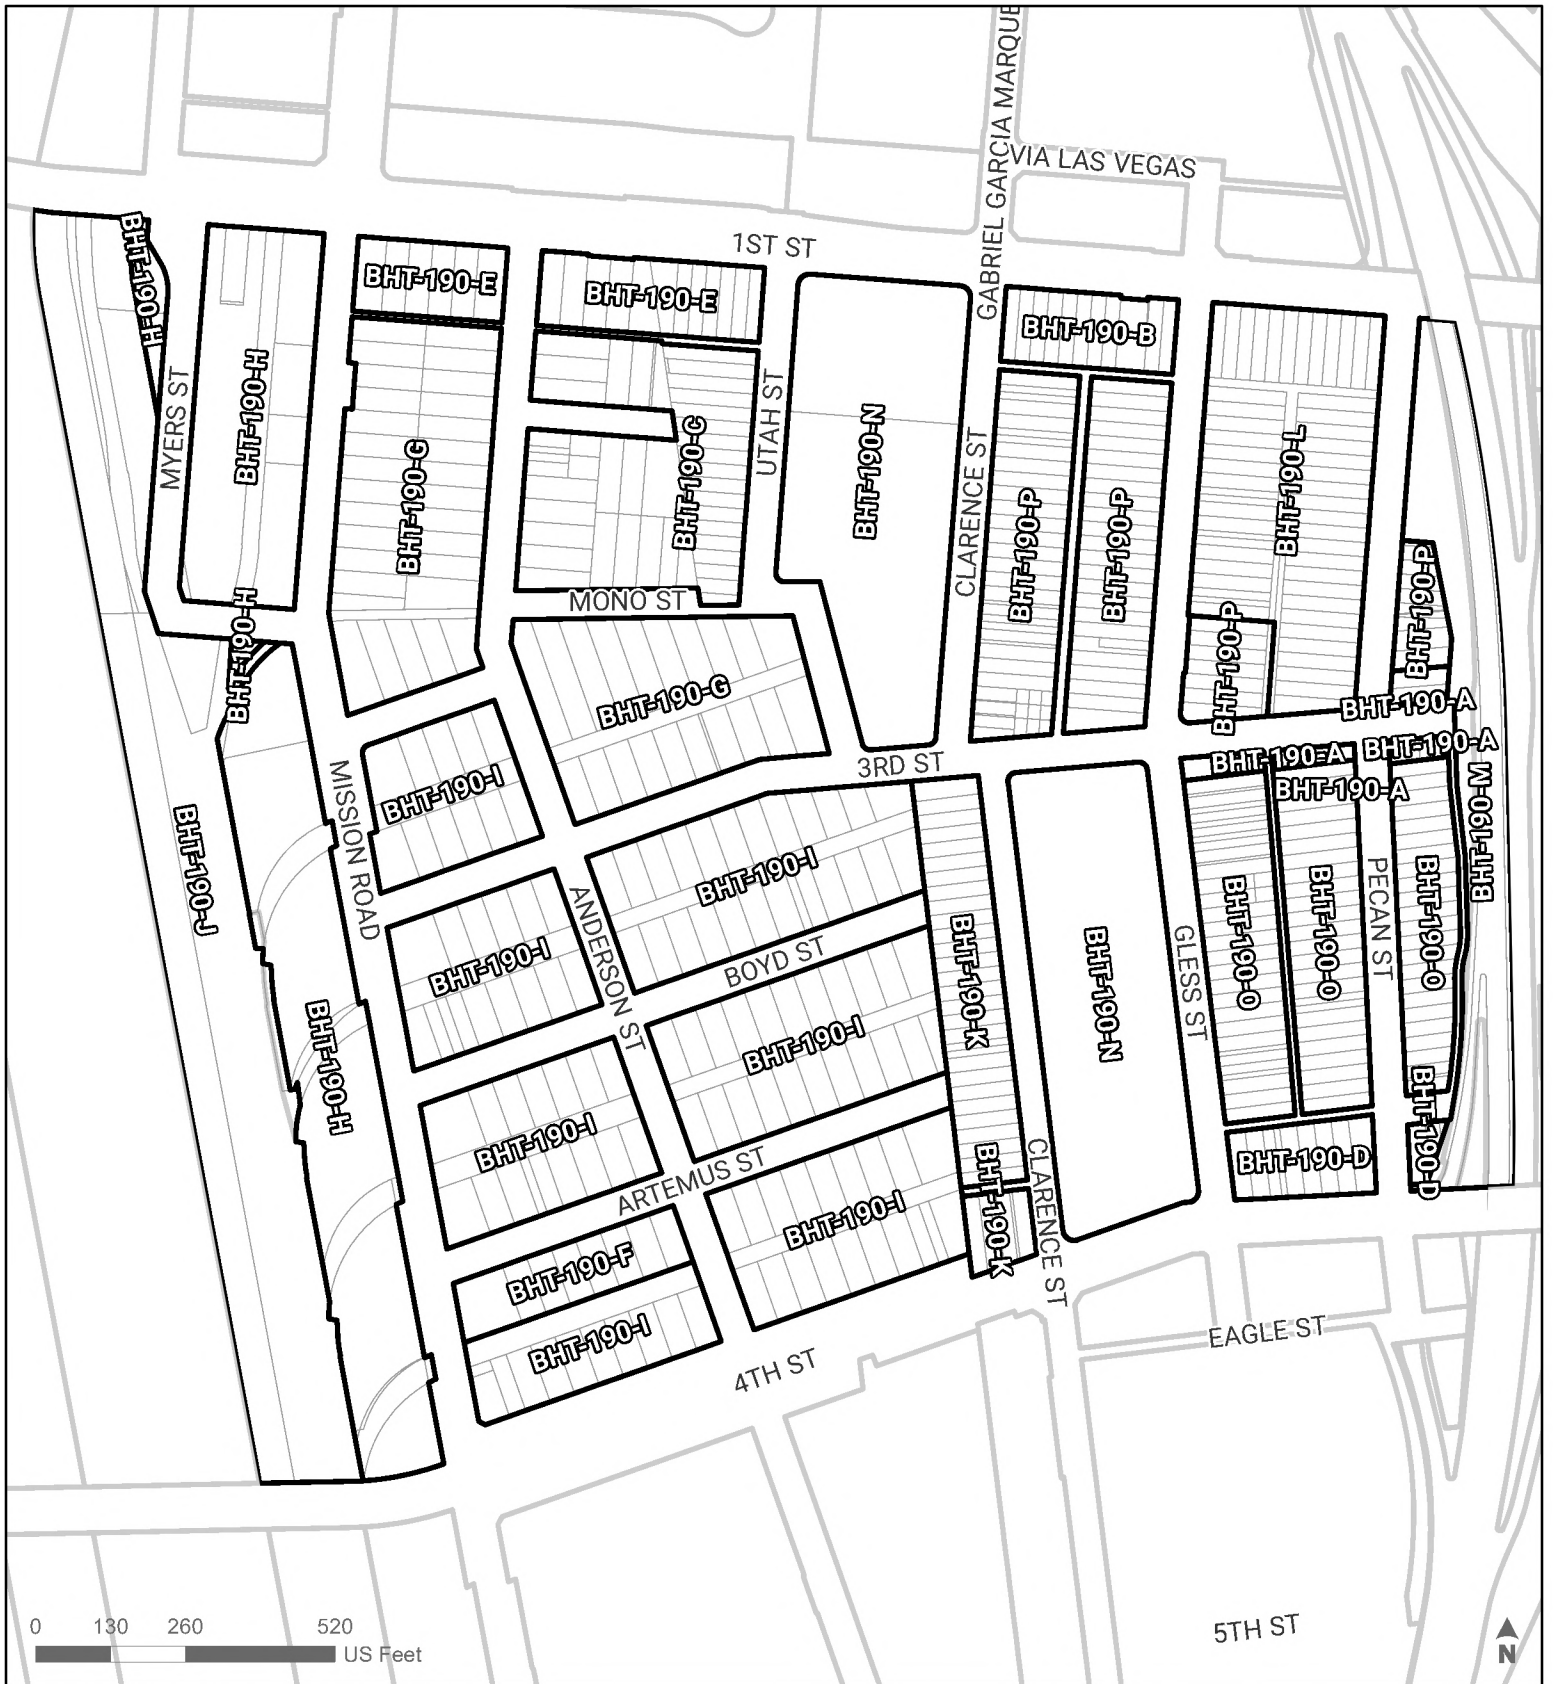 GABRIEL GARCIA MARQUE
VIA LAS VEGAS
1ST ST
BHT-190-H
BHT-190-E
BHT-190-E
BHT-190-B
MYERS ST
BHT-190-H
BHT-190-G
BHT-190-C
UTAH ST
BHT-190-N
CLARENCE ST
BHT-190-P
BHT-190-P
BHT-190-L
BHT-190-P
MONO ST
BHT-190-H
BHT-190-G
BHT-190-P
BHT-190-A
BHT-190-A
BHT-190-A
BHT-190-A
3RD ST
BHT-190-I
MISSION ROAD
BHT-190-J
BHT-190-I
BHT-190-M
BHT-190-I
ANDERSON ST
BOYD ST
BHT-190-K
BHT-190-N
GLESS ST
BHT-190-O
BHT-190-O
PECAN ST
BHT-190-O
BHT-190-H
BHT-190-I
BHT-190-I
ARTEMUS ST
BHT-190-D
BHT-190-D
BHT-190-K
CLARENCE ST
BHT-190-I
BHT-190-K
BHT-190-F
BHT-190-I
4TH ST
EAGLE ST
5TH ST
0 130 260 520
US Feet
N